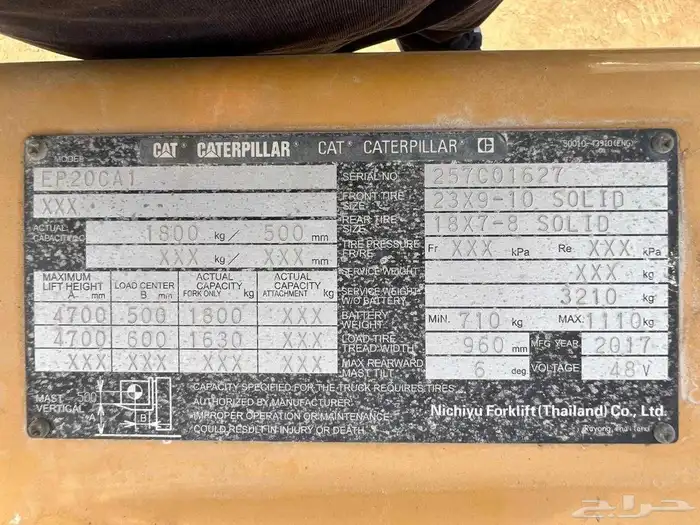 CAT CATERPILLAR CAT CATERPILLAR
MODEL EP20CA1 SERIAL NO. 257C01627
XXX FRONT TIRE SIZE 23X9-10 SOLID
REAR TIRE SIZE 18X7-8 SOLID
ACTUAL CAPACITY 1800 kg/ 500 mm
XXX kg/ XXX mm
TIRE PRESSURE FR/RE Fr XXX kPa Re XXX kPa
SERVICE WEIGHT XXX kg
SERVICE WEIGHT W/O BATTERY 3210 kg
MAXIMUM LIFT HEIGHT A mm LOAD CENTER B mm ACTUAL CAPACITY FORK ONLY kg ACTUAL CAPACITY ATTACHMENT kg
4700 500 1800 XXX
4700 600 1630 XXX
XXX XXX XXX XXX
BATTERY WEIGHT MIN. 710 kg MAX. 1110 kg
LOAD-TIRE TREAD WIDTH 960 mm MFG YEAR 2017
MAX REARWARD MAST TILT 6 deg. VOLTAGE 48 V
MAST VERTICAL 500 A B
CAPACITY SPECIFIED FOR THE TRUCK REQUIRES TIRES
AUTHORIZED BY MANUFACTURER.
IMPROPER OPERATION OR MAINTENANCE
COULD RESULT IN INJURY OR DEATH.
Nichiyu Forklift(Thailand) Co., Ltd.
Rayong, Thailand
حراج